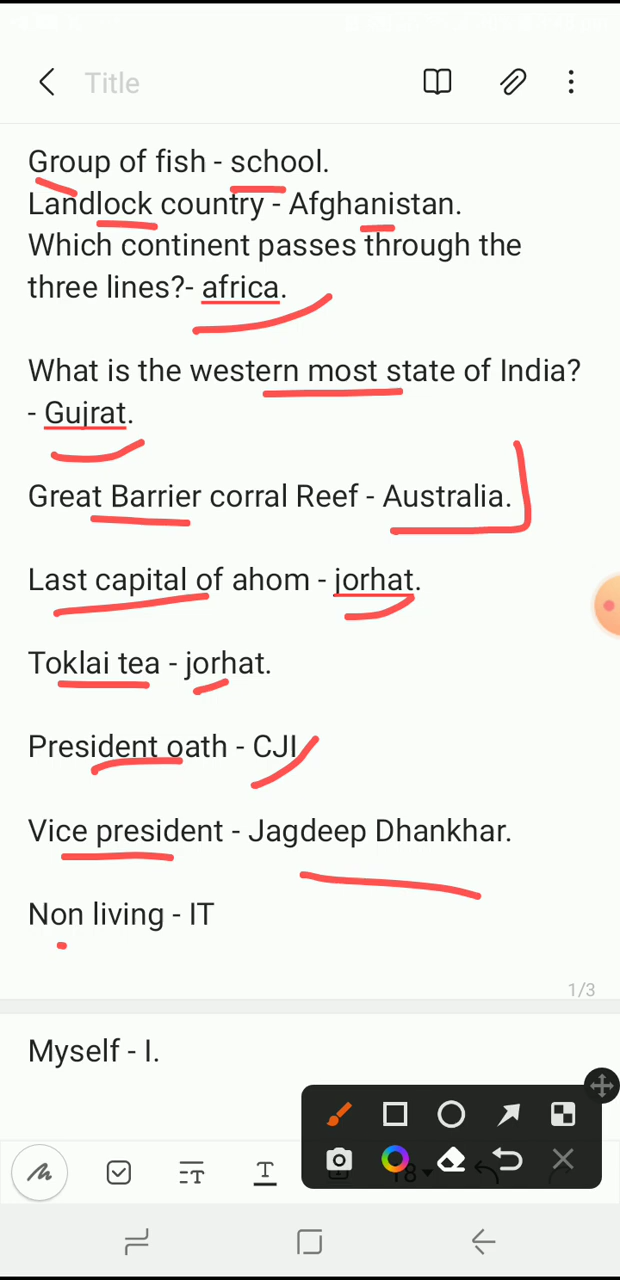 Title
Group of fish - school.
Landlock country - Afghanistan.
Which continent passes through the
three lines?- africa.
What is the western most state of India?
- Gujrat.
Great Barrier corral Reef - Australia.
Last capital of ahom - jorhat.
Toklai tea - jorhat.
President oath - CJI
Vice president - Jagdeep Dhankhar.
Non living - IT
1/3
Myself - I.
T
T
18